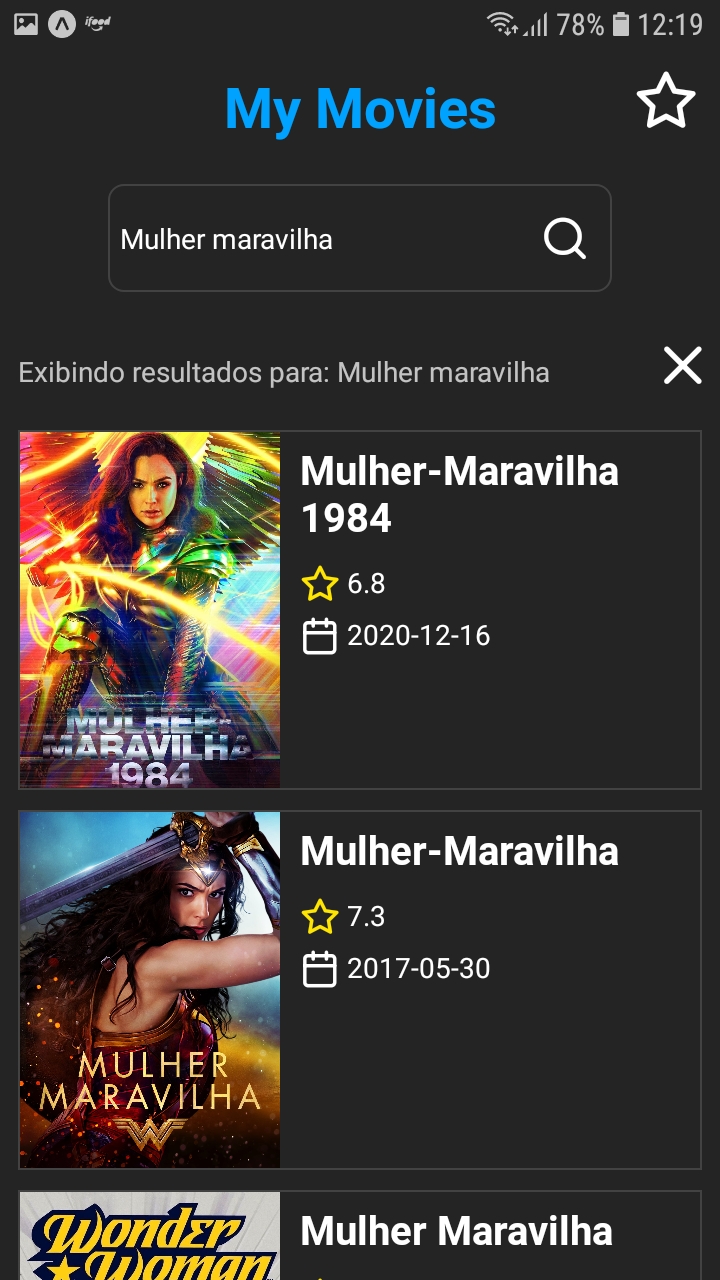 ifood 78% 12:19
My Movies
Mulher maravilha
Exibindo resultados para: Mulher maravilha
Mulher-Maravilha
1984
6.8
2020-12-16
MULHER-
MARAVILHA
1984
Mulher-Maravilha
7.3
2017-05-30
MULHER
MARAVILHA
Mulher Maravilha
Wonder
Woman